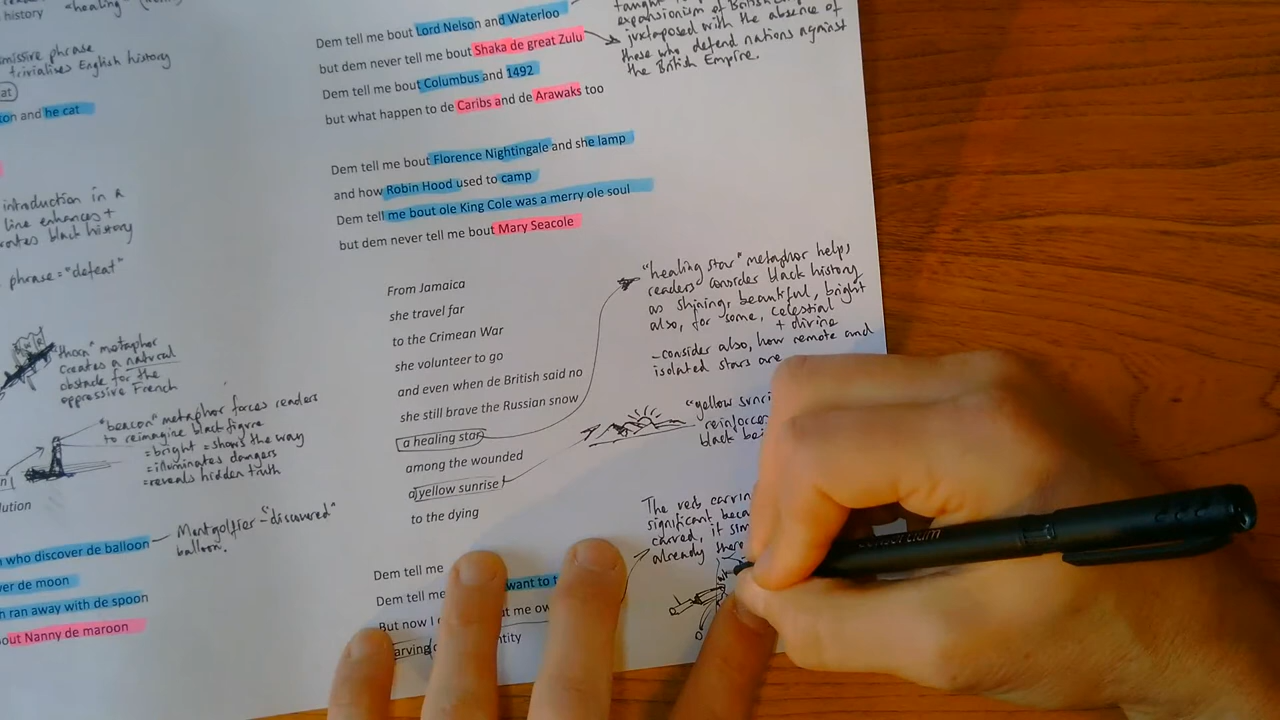 history
missive phrase
trivialises English history
at
ton and he cat
introduction in a
line enhances +
black history
phrase = "defeat"
"thorn" metaphor
creates a natural
obstacle for the
oppressive French
"beacon" metaphor forces readers
to reimagine black figure
= bright = shows the way
= illuminates dangers
= reveals hidden truth
lution
Montgolfier - "discovered"
balloon.
who discover de balloon
ver de moon
n ran away with de spoon
out Nanny de maroon
Dem tell me bout Lord Nelson and Waterloo
but dem never tell me bout Shaka de great Zulu
Dem tell me bout Columbus and 1492
but what happen to de Caribs and de Arawaks too
expansionism of British
juxtaposed with the absence of
those who defend nations against
the British Empire.
Dem tell me bout Florence Nightingale and she lamp
and how Robin Hood used to camp
Dem tell me bout ole King Cole was a merry ole soul
but dem never tell me bout Mary Seacole
From Jamaica
she travel far
to the Crimean War
she volunteer to go
and even when de British said no
she still brave the Russian snow
a healing star
among the wounded
a yellow sunrise
to the dying
"healing star" metaphor helps
readers consider black history
as shining, beautiful, bright
also, for some, celestial
+ divine
- consider also, how remote and
isolated stars are
"yellow sunri
reinforces
black bei
The verb carvin
significant beca
carved, it sim
already there
Dem tell me
Dem tell me
want to t
But now I
ut me ow
arving
ntity